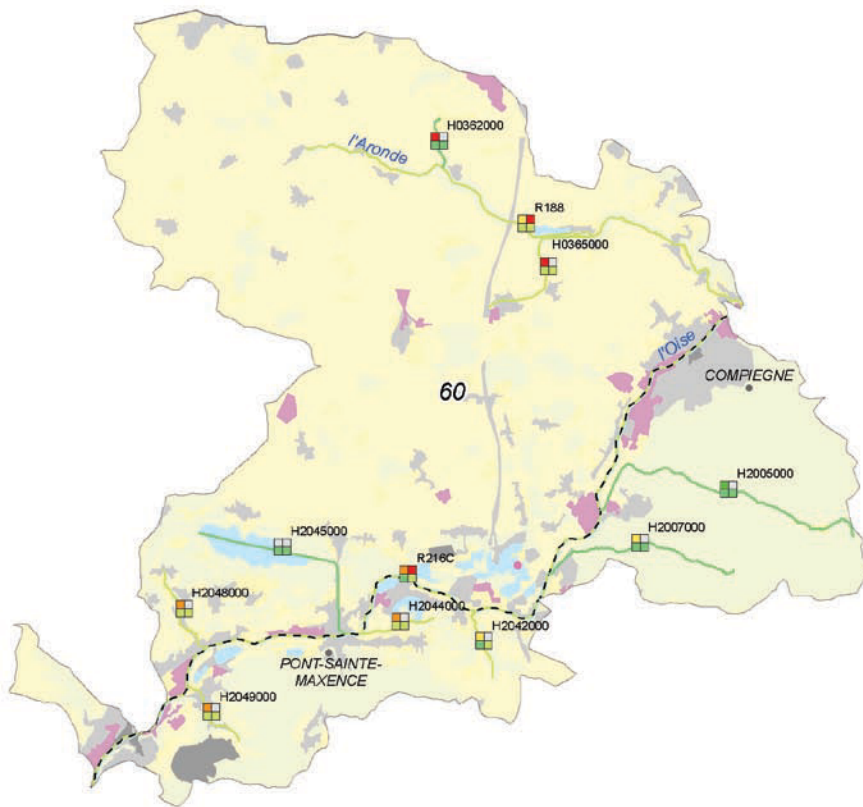 H0362000
l'Aronde
R188
H0365000
l'Oise
COMPIEGNE
60
H2005000
H2045000
H2007000
R216C
H2048000
H2044000
H2042000
PONT-SAINTE-
MAXENCE
H2049000